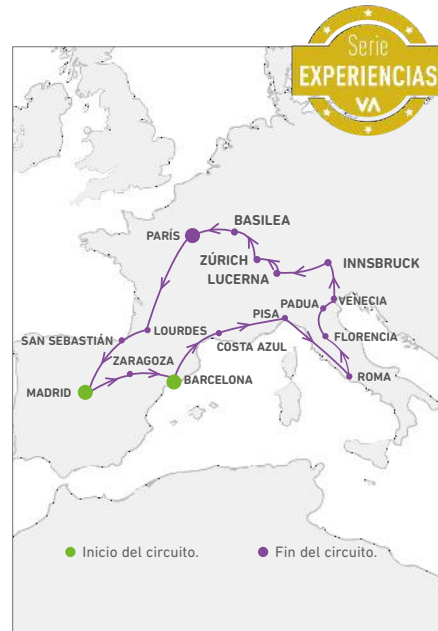 Serie
EXPERIENCIAS
VA
PARÍS
BASILEA
ZÚRICH
LUCERNA
INNSBRUCK
PADUA
VENECIA
PISA
FLORENCIA
SAN SEBASTIÁN
LOURDES
COSTA AZUL
ZARAGOZA
MADRID
BARCELONA
ROMA
Inicio del circuito.
Fin del circuito.